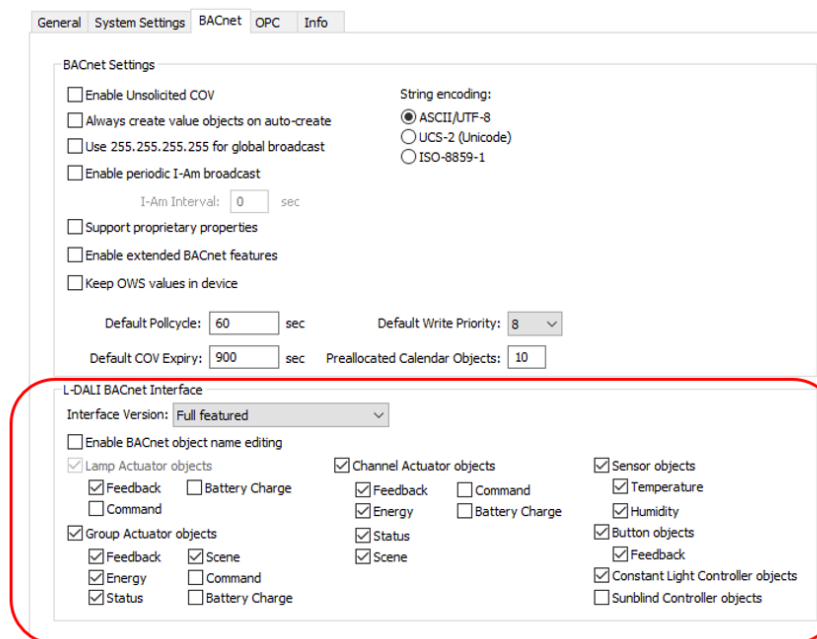 General System Settings BACnet OPC Info
BACnet Settings
Enable Unsolicited COV
Always create value objects on auto-create
Use 255.255.255.255 for global broadcast
Enable periodic I-Am broadcast
I-Am Interval: 0 sec
Support proprietary properties
Enable extended BACnet features
Keep OWS values in device
String encoding:
ASCII/UTF-8
UCS-2 (Unicode)
ISO-8859-1
Default Pollcycle: 60 sec Default Write Priority: 8
Default COV Expiry: 900 sec Preallocated Calendar Objects: 10
L-DALI BACnet Interface
Interface Version: Full featured
Enable BACnet object name editing
Lamp Actuator objects
Feedback Battery Charge
Command
Group Actuator objects
Feedback Scene
Energy Command
Status Battery Charge
Channel Actuator objects
Feedback Command
Energy Battery Charge
Status
Scene
Sensor objects
Temperature
Humidity
Button objects
Feedback
Constant Light Controller objects
Sunblind Controller objects